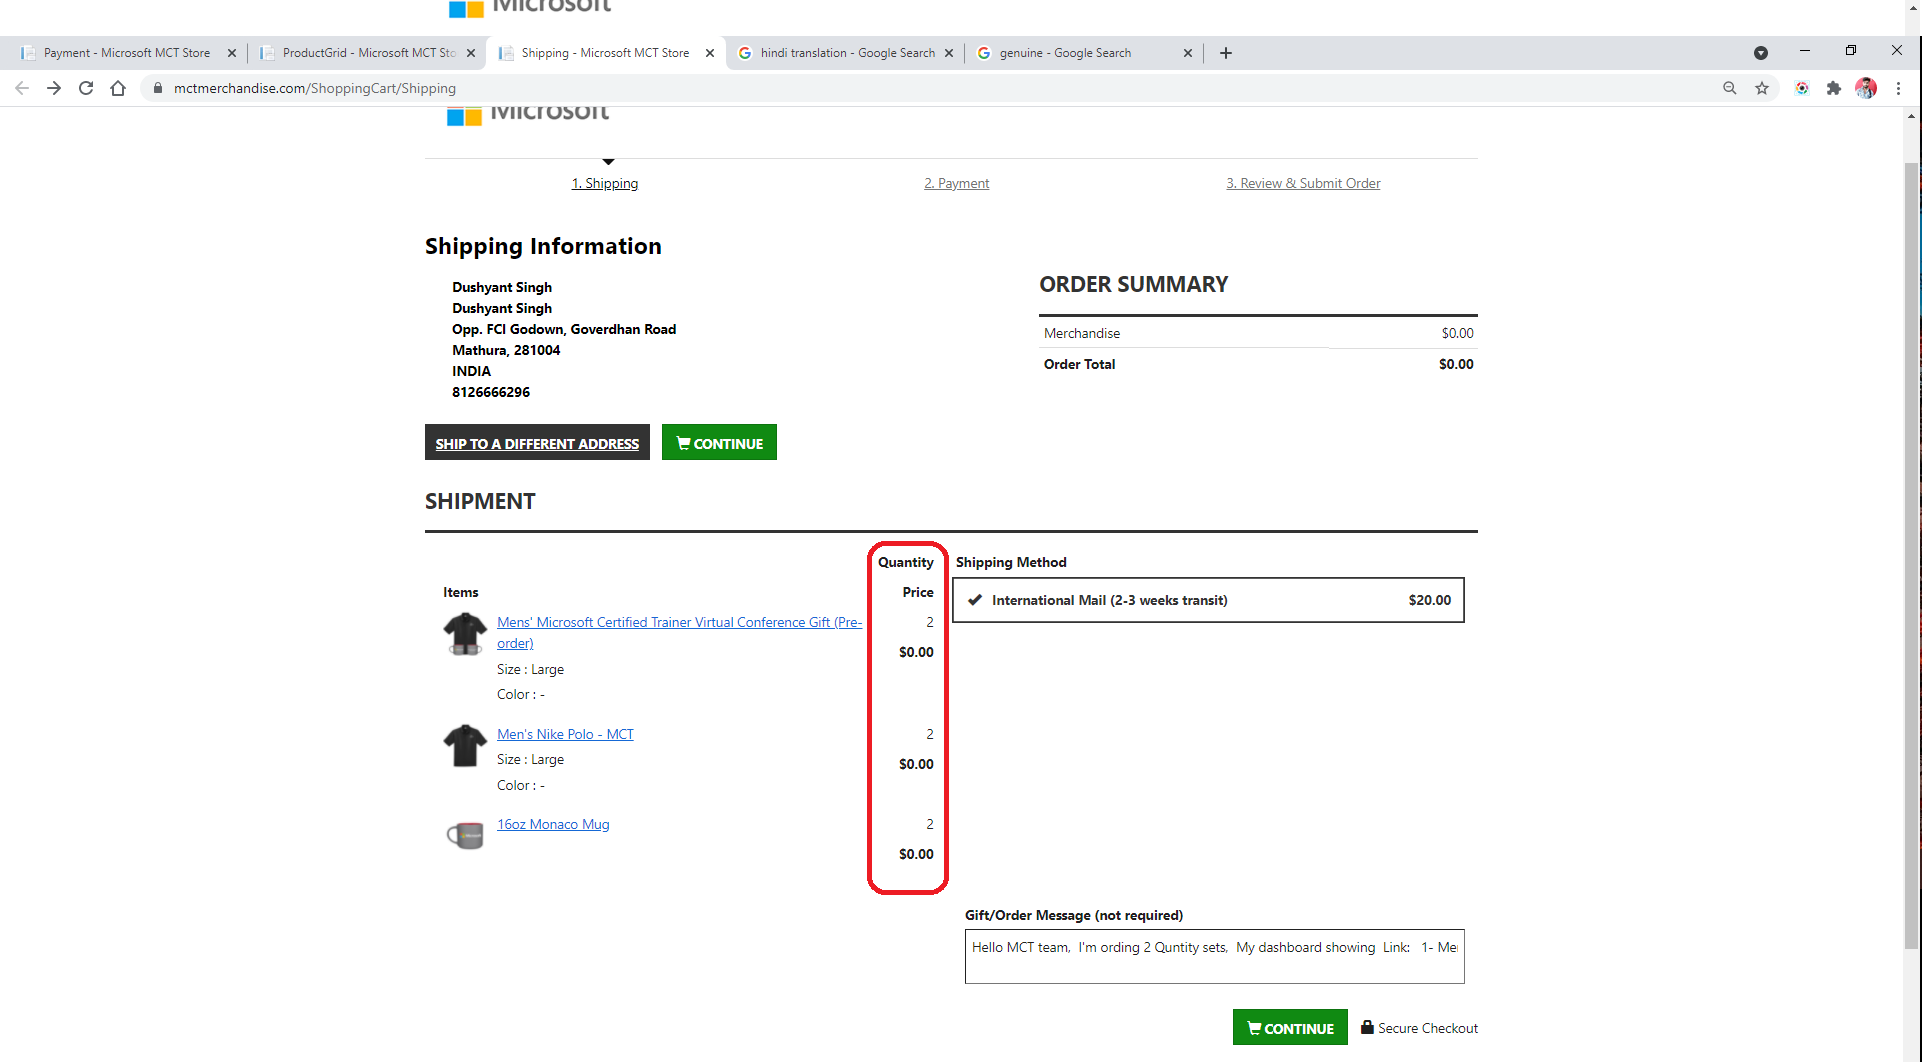 Microsoft
Payment - Microsoft MCT Store
ProductGrid - Microsoft MCT Sto
Shipping - Microsoft MCT Store
hindi translation - Google Search
genuine - Google Search
mctmerchandise.com/ShoppingCart/Shipping
Microsoft
1. Shipping
2. Payment
3. Review & Submit Order
Shipping Information
Dushyant Singh
Dushyant Singh
Opp. FCI Godown, Goverdhan Road
Mathura, 281004
INDIA
8126666296
ORDER SUMMARY
Merchandise $0.00
Order Total $0.00
SHIP TO A DIFFERENT ADDRESS
CONTINUE
SHIPMENT
Quantity
Shipping Method
Items
Price
International Mail (2-3 weeks transit) $20.00
Mens' Microsoft Certified Trainer Virtual Conference Gift (Pre-
order)
2
$0.00
Size : Large
Color : -
Men's Nike Polo - MCT
2
Size : Large
$0.00
Color : -
16oz Monaco Mug
2
$0.00
Gift/Order Message (not required)
Hello MCT team, I'm ording 2 Quntity sets, My dashboard showing Link: 1- Me
CONTINUE
Secure Checkout